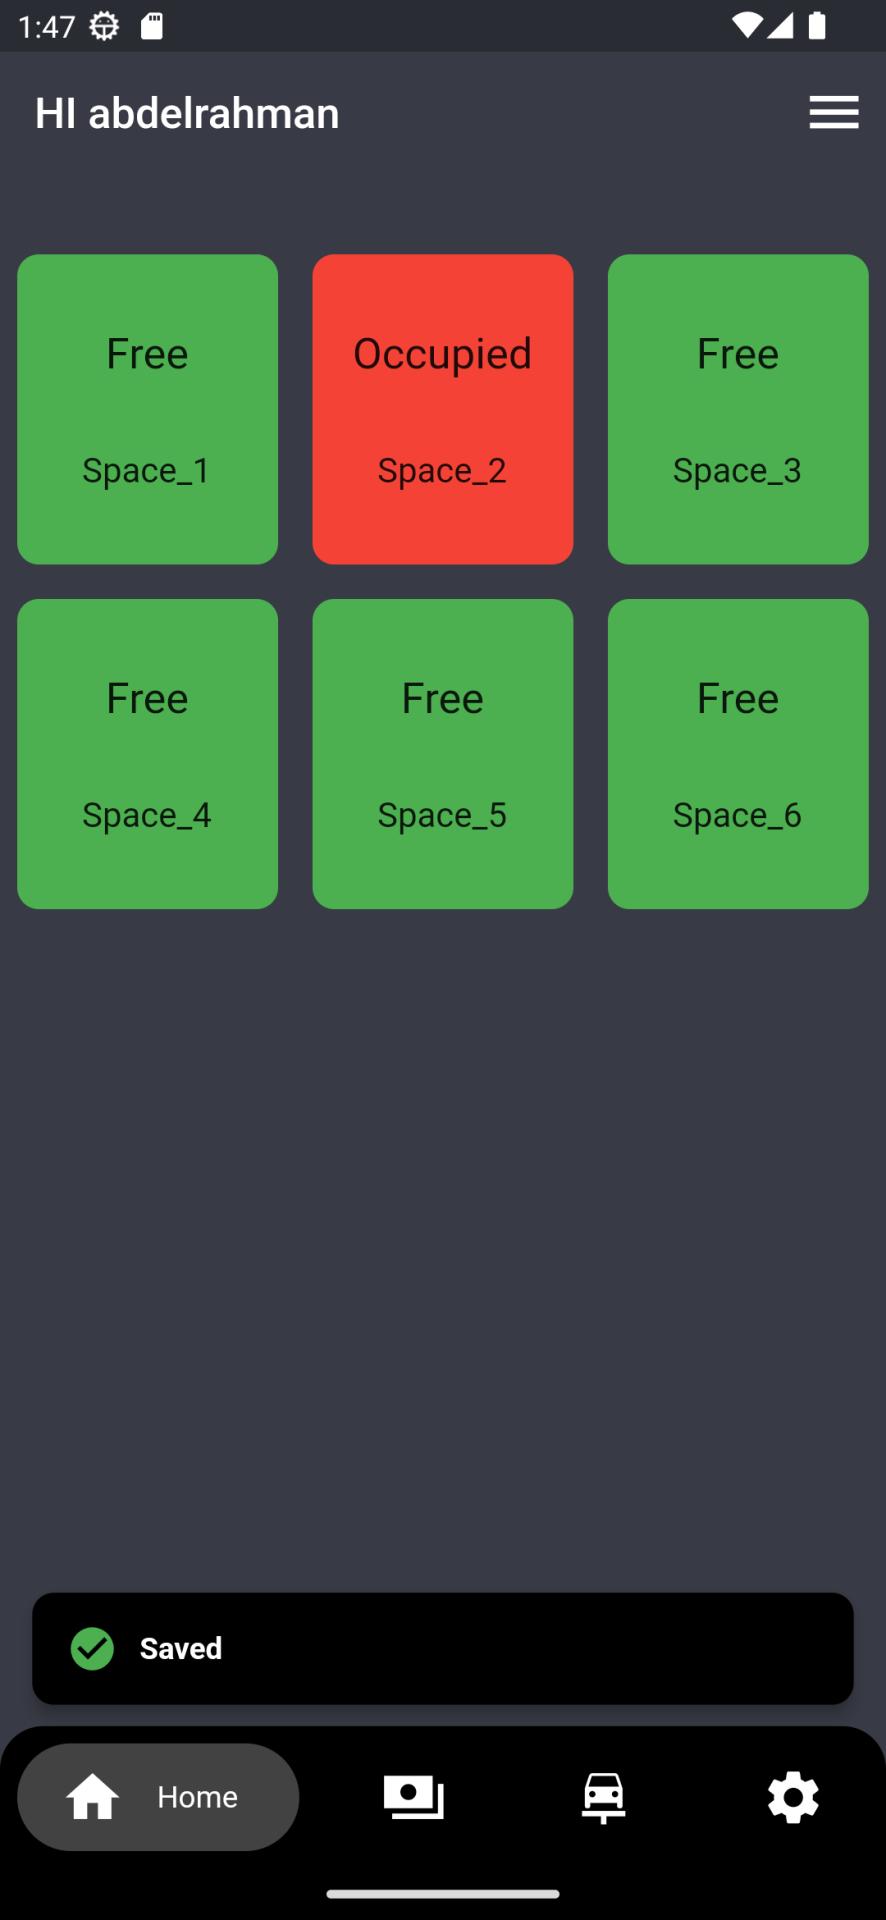 1:47
HI abdelrahman
Free Occupied Free
Space_1 Space_2 Space_3
Free Free Free
Space_4 Space_5 Space_6
Saved
Home